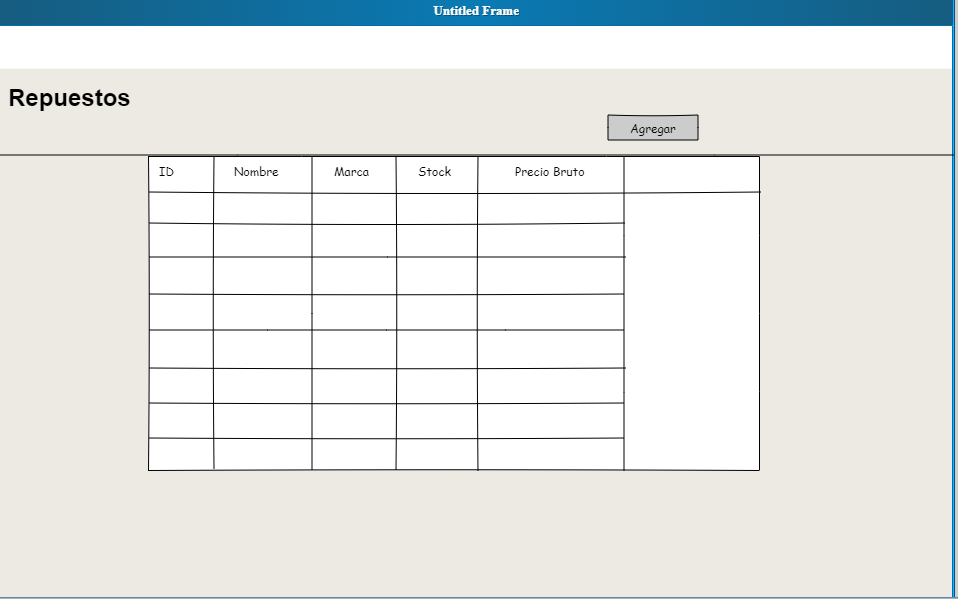 Untitled Frame
Repuestos
Agregar
ID Nombre Marca Stock Precio Bruto